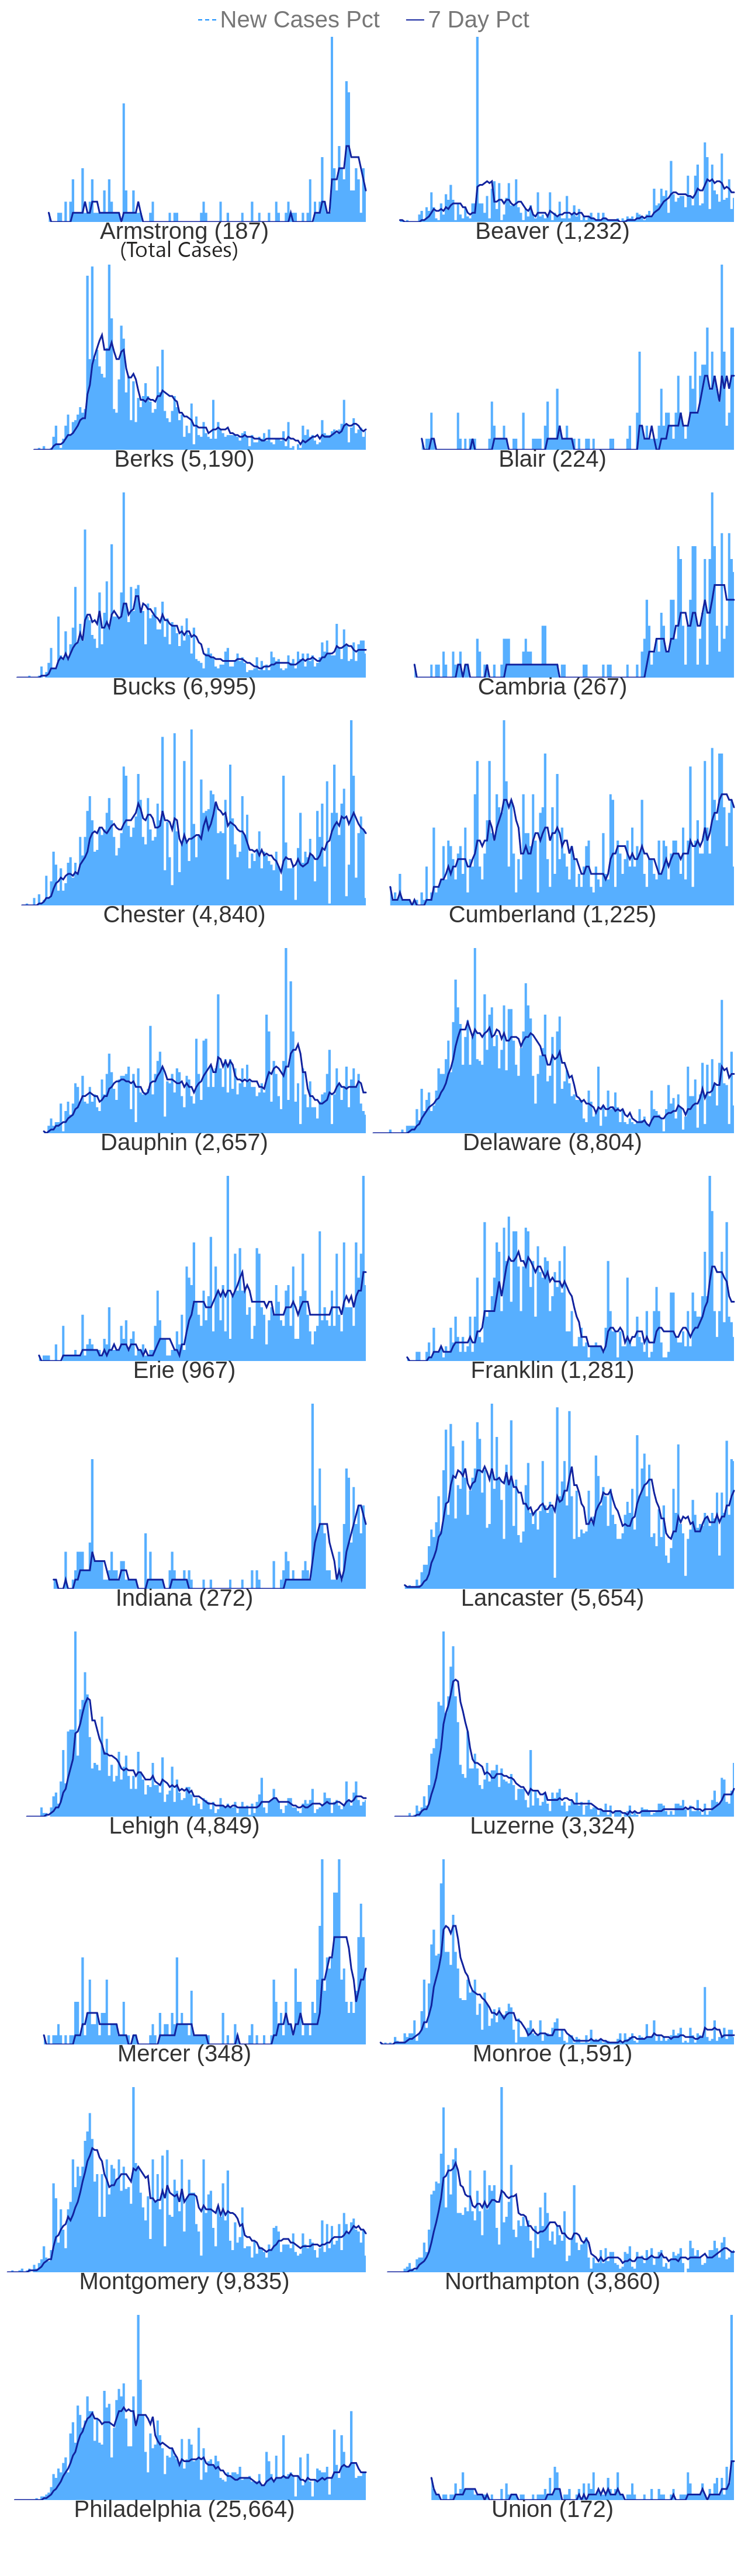 New Cases Pct 7 Day Pct
Armstrong (187) Beaver (1,232)
(Total Cases)
Berks (5,190) Blair (224)
Bucks (6,995) Cambria (267)
Chester (4,840) Cumberland (1,225)
Dauphin (2,657) Delaware (8,804)
Erie (967) Franklin (1,281)
Indiana (272) Lancaster (5,654)
Lehigh (4,849) Luzerne (3,324)
Mercer (348) Monroe (1,591)
Montgomery (9,835) Northampton (3,860)
Philadelphia (25,664) Union (172)